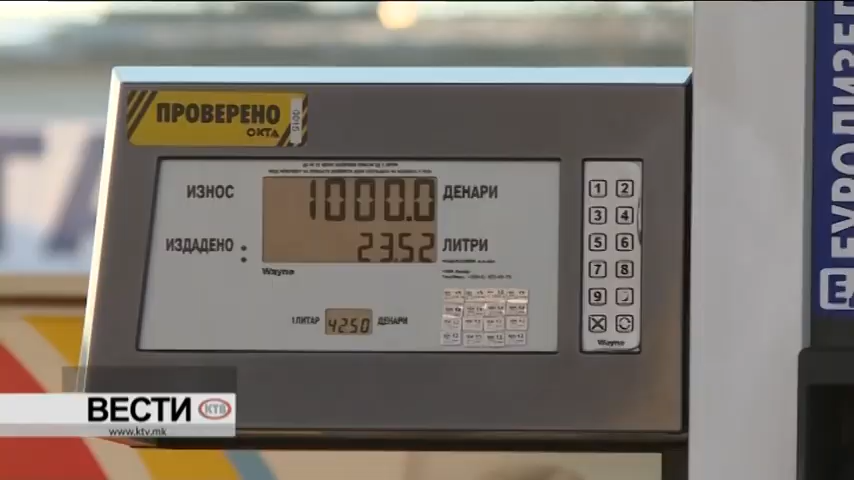 ПРОВЕРЕНО
ОКТА
ИЗНОС 1000.0 ДЕНАРИ
ИЗДАДЕНО : 23.52 ЛИТРИ
Wayne
1 ЛИТАР 42.50 ДЕНАРИ
1 2
3 4
5 6
7 8
9
Wayne
ЕУРОДИЗЕЛ
ВЕСТИ КТВ
www.ktv.mk